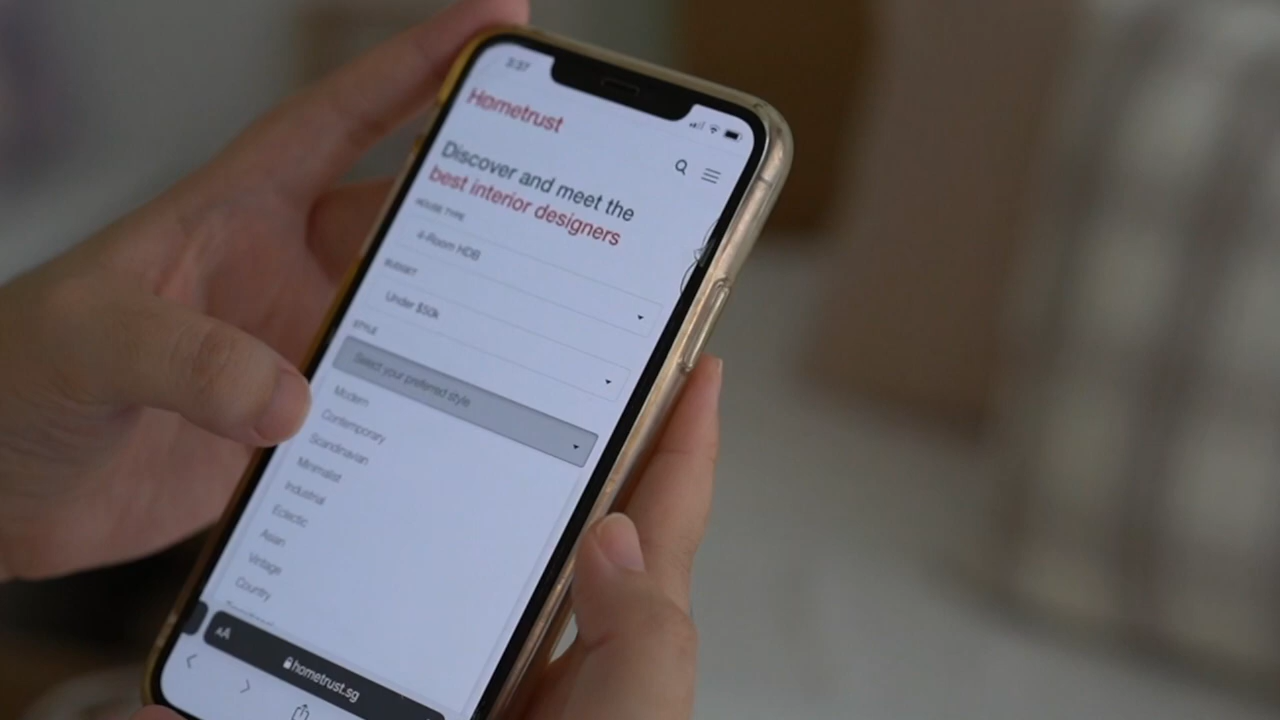 Hometrust
Discover and meet the
best interior designers
HOUSE TYPE
4-Room HDB
BUDGET
Under $50k
STYLE
Select your preferred style
Modern
Contemporary
Scandinavian
Minimalist
Industrial
Eclectic
Asian
Vintage
Country
AA
hometrust.sg